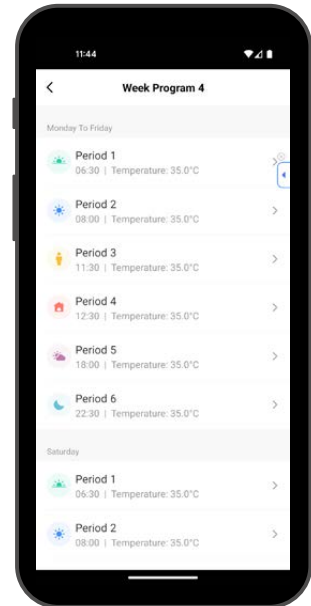 11:44
Week Program 4
Monday To Friday
Period 1
06:30 | Temperature: 35.0°C
Period 2
08:00 | Temperature: 35.0°C
Period 3
11:30 | Temperature: 35.0°C
Period 4
12:30 | Temperature: 35.0°C
Period 5
18:00 | Temperature: 35.0°C
Period 6
22:30 | Temperature: 35.0°C
Saturday
Period 1
06:30 | Temperature: 35.0°C
Period 2
08:00 | Temperature: 35.0°C